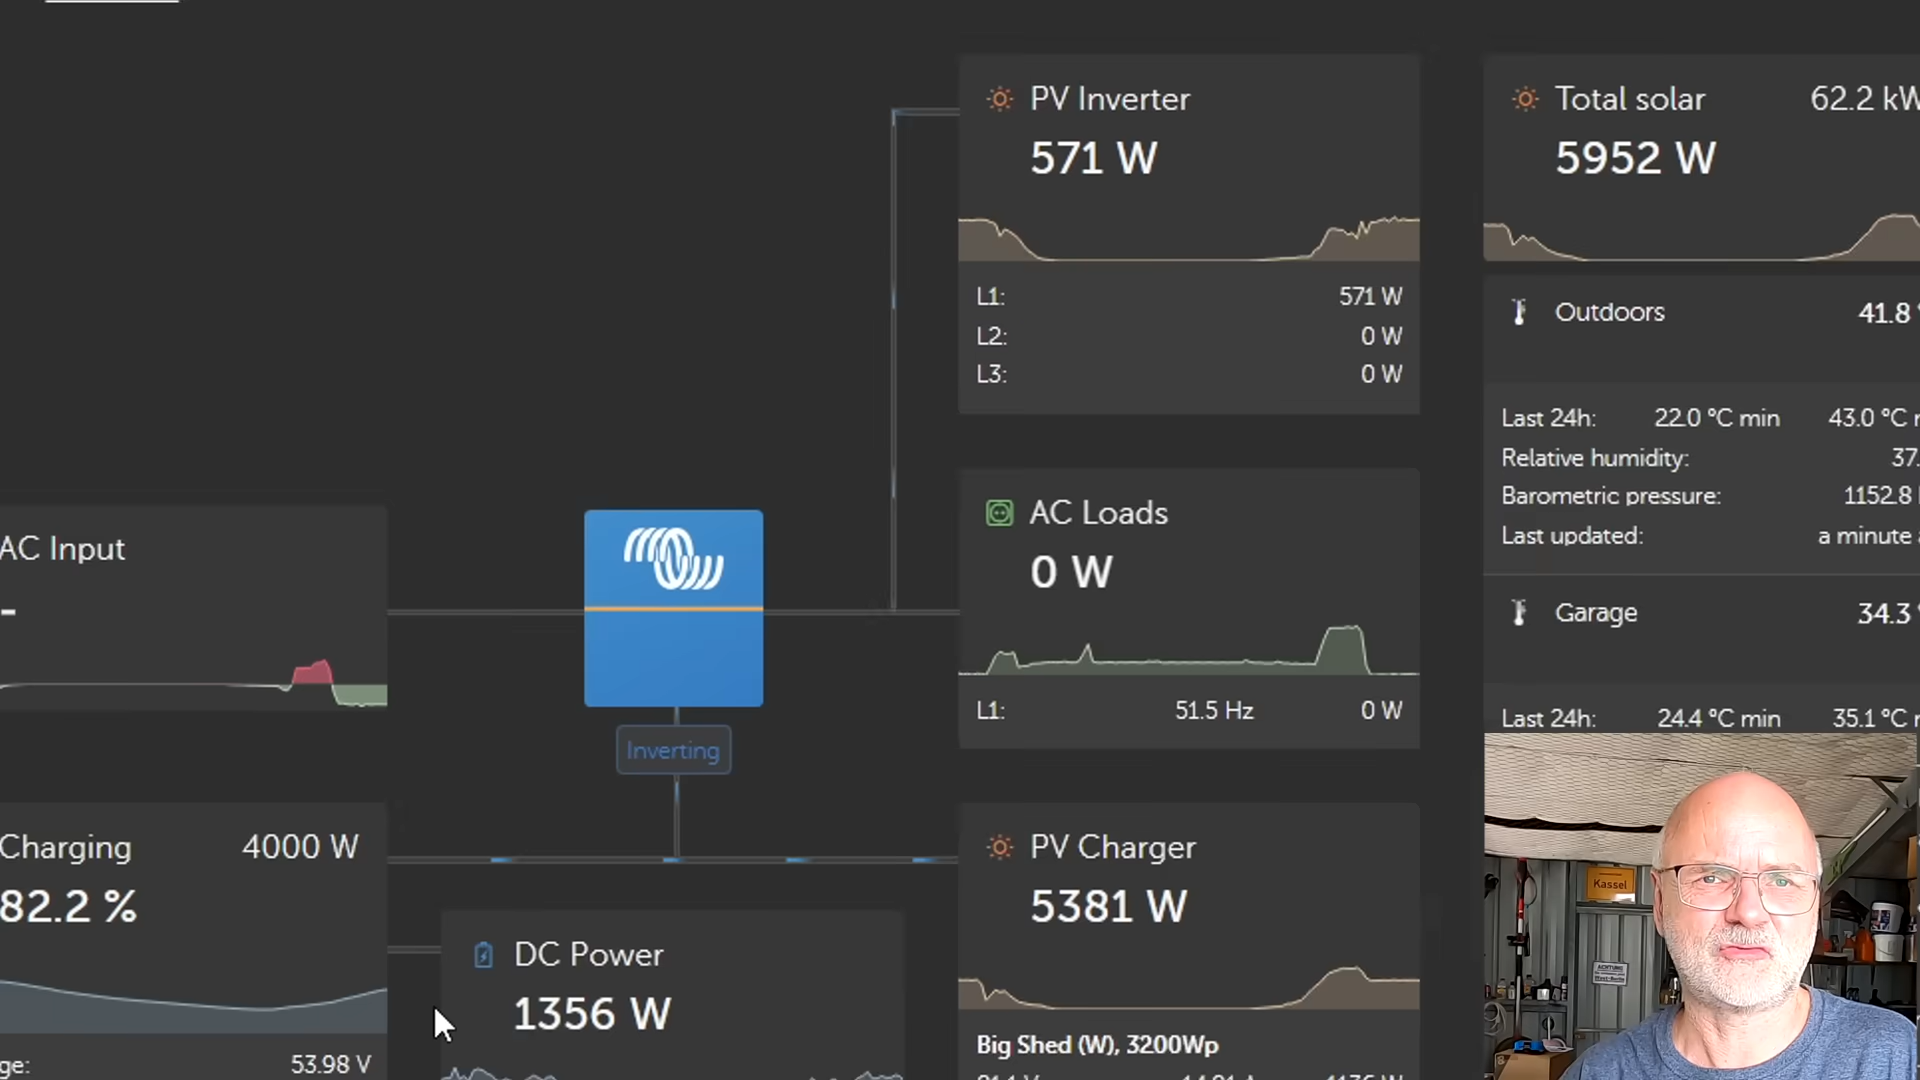 PV Inverter
571 W
L1: 571 W
L2: 0 W
L3: 0 W
Total solar 62.2 kW
5952 W
Outdoors 41.8 °
Last 24h: 22.0 °C min 43.0 °C
Relative humidity: 37.
Barometric pressure: 1152.8
Last updated: a minute
Garage 34.3 °
Last 24h: 24.4 °C min 35.1 °C
AC Input
-
Inverting
AC Loads
0 W
L1: 51.5 Hz 0 W
Charging 4000 W
82.2 %
ge: 53.98 V
DC Power
1356 W
PV Charger
5381 W
Big Shed (W), 3200Wp
Kassel
ACHTUNG